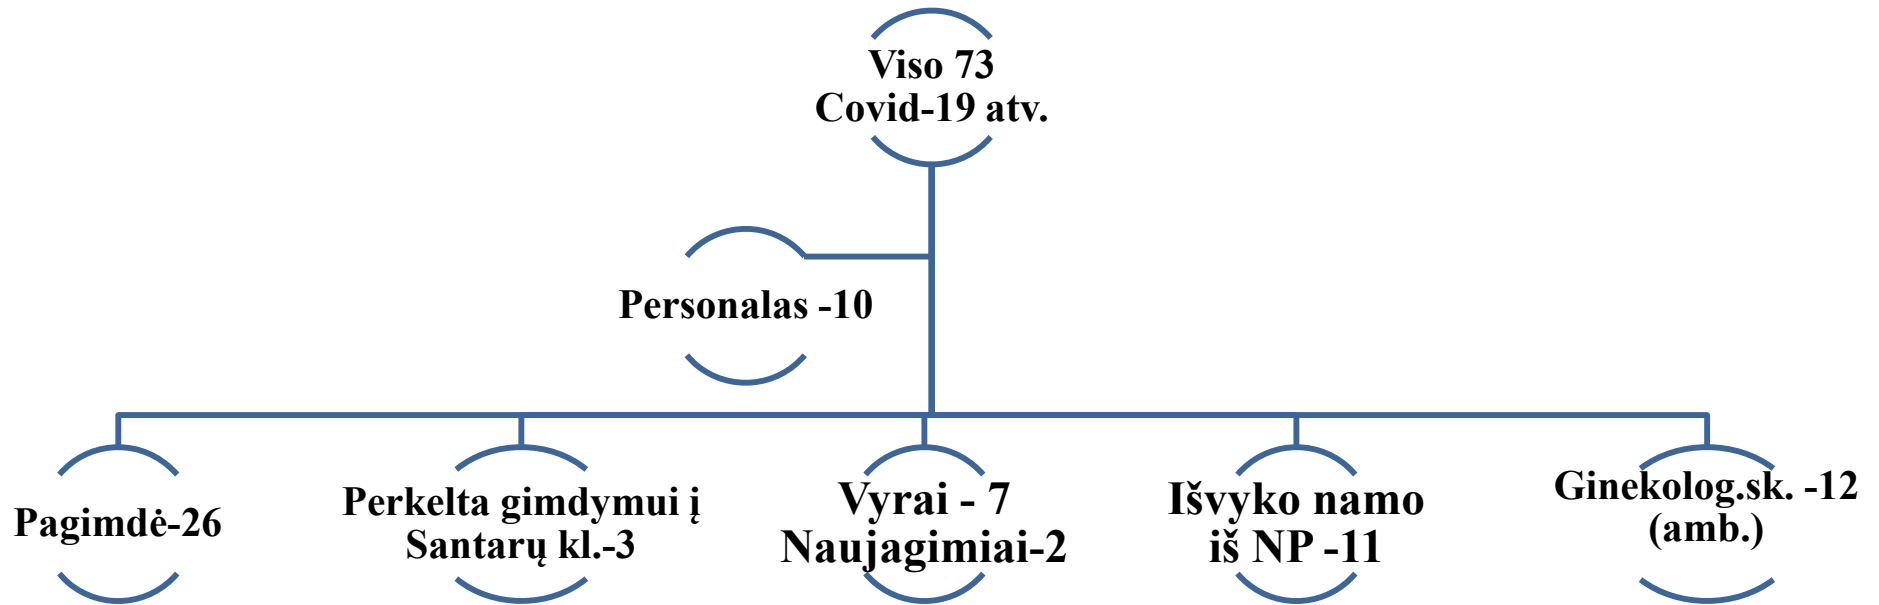 Viso 73
Covid-19 atv.
Personalas -10
Pagimdė-26
Perkelta gimdymui į
Santarų kl.-3
Vyrai - 7
Naujagimiai-2
Išvyko namo
iš NP -11
Ginekolog.sk. -12
(amb.)